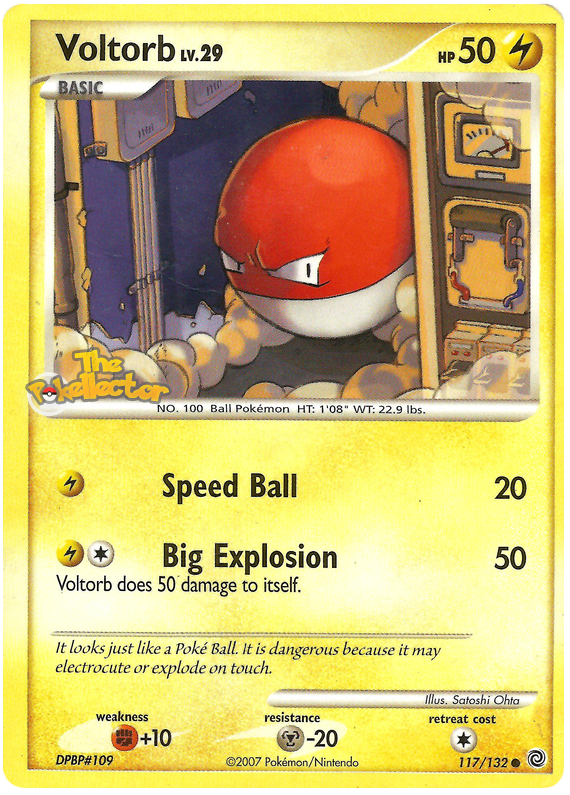 Voltorb LV.29 HP 50
BASIC
The
Pokéllector
NO. 100 Ball Pokémon HT: 1'08" WT: 22.9 lbs.
Speed Ball 20
Big Explosion 50
Voltorb does 50 damage to itself.
It looks just like a Poké Ball. It is dangerous because it may
electrocute or explode on touch.
Illus. Satoshi Ohta
weakness resistance retreat cost
+10 -20
DPBP#109 ©2007 Pokémon/Nintendo 117/132